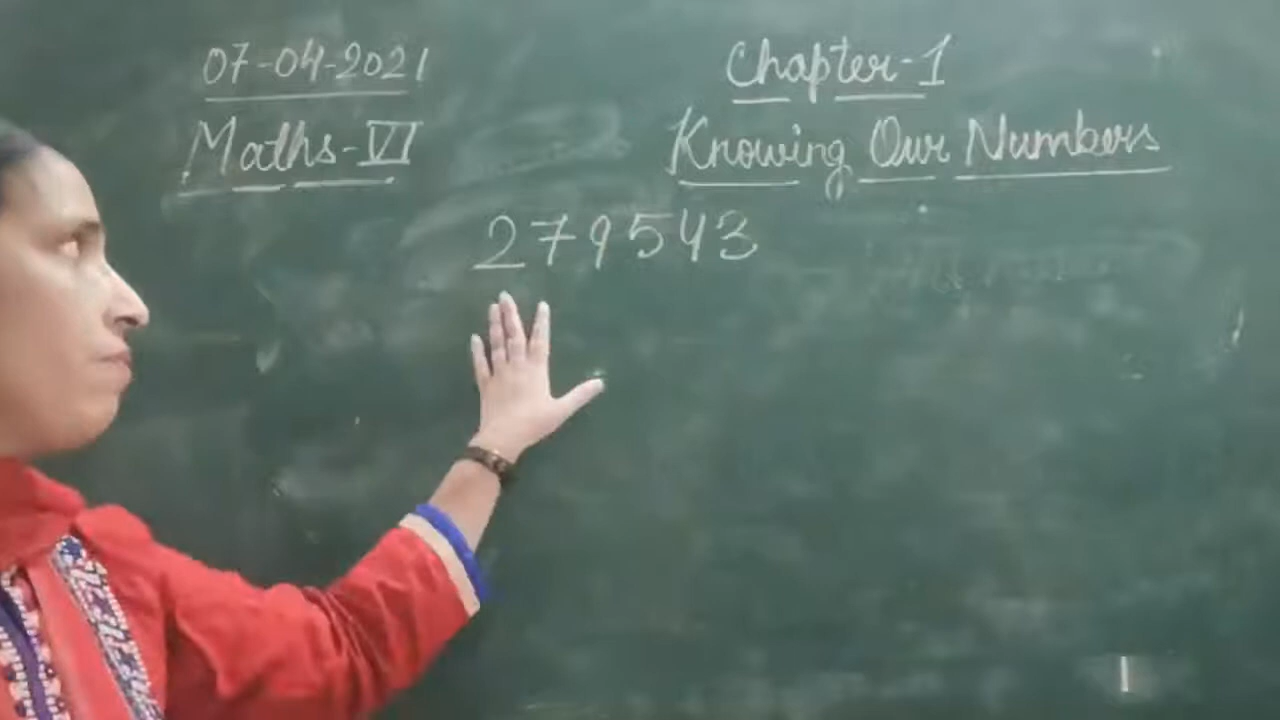 07-04-2021
Chapter-1
Maths-VI
Knowing Our Numbers
279543